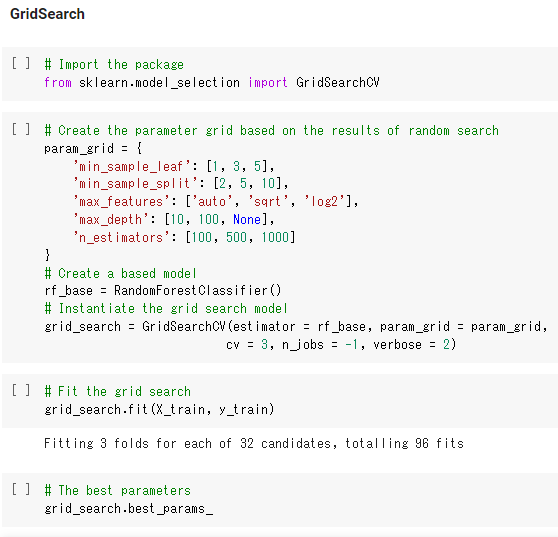 GridSearch
[ ] # Import the package
from sklearn.model_selection import GridSearchCV
[ ] # Create the parameter grid based on the results of random search
param_grid = {
'min_sample_leaf': [1, 3, 5],
'min_sample_split': [2, 5, 10],
'max_features': ['auto', 'sqrt', 'log2'],
'max_depth': [10, 100, None],
'n_estimators': [100, 500, 1000]
}
# Create a based model
rf_base = RandomForestClassifier()
# Instantiate the grid search model
grid_search = GridSearchCV(estimator = rf_base, param_grid = param_grid,
cv = 3, n_jobs = -1, verbose = 2)
[ ] # Fit the grid search
grid_search.fit(X_train, y_train)
Fitting 3 folds for each of 32 candidates, totalling 96 fits
[ ] # The best parameters
grid_search.best_params_